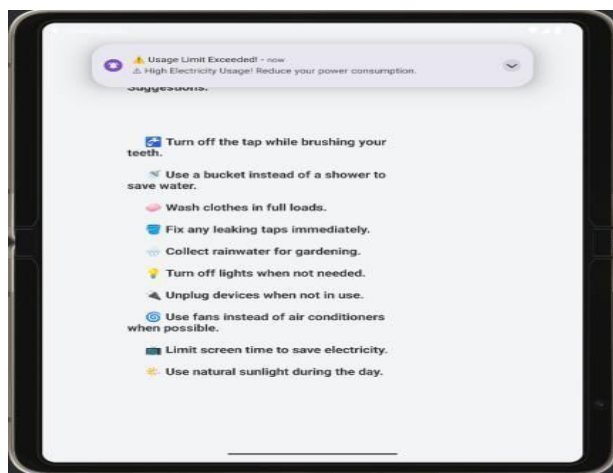 ⚠️ Usage Limit Exceeded! • now
⚠ High Electricity Usage! Reduce your power consumption.
Suggestions:
🚰 Turn off the tap while brushing your
teeth.
🚿 Use a bucket instead of a shower to
save water.
🧼 Wash clothes in full loads.
🪣 Fix any leaking taps immediately.
🌧️ Collect rainwater for gardening.
💡 Turn off lights when not needed.
🔌 Unplug devices when not in use.
🌀 Use fans instead of air conditioners
when possible.
📺 Limit screen time to save electricity.
🌤️ Use natural sunlight during the day.